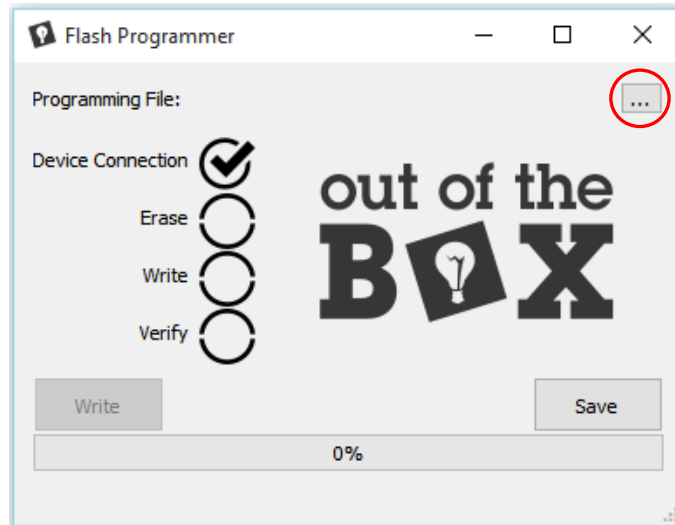 Flash Programmer
Programming File:
...
Device Connection
Erase
Write
Verify
out of the
BOX
Write
Save
0%